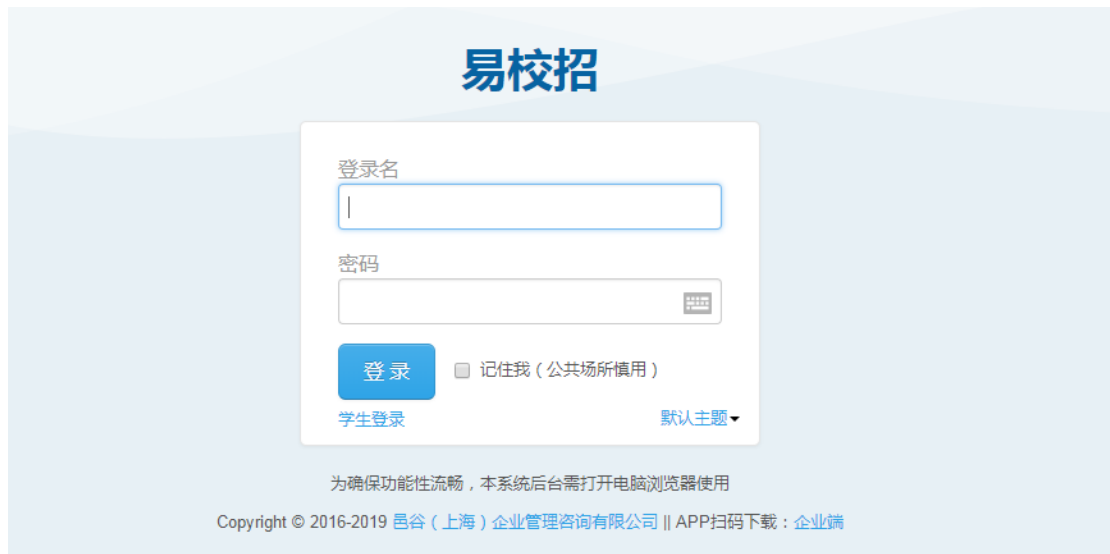 易校招
登录名
密码
登 录 记住我（公共场所慎用）
学生登录 默认主题
为确保功能性流畅，本系统后台需打开电脑浏览器使用
Copyright © 2016-2019 邑谷（上海）企业管理咨询有限公司 || APP扫码下载：企业端